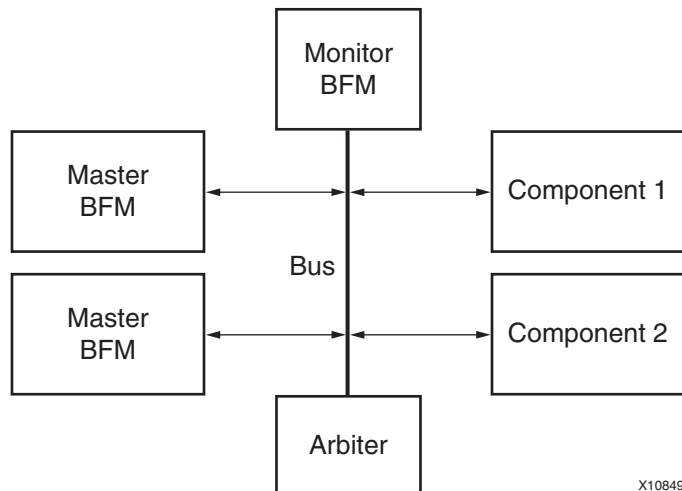 Monitor
BFM
Master
BFM
Component 1
Bus
Master
BFM
Component 2
Arbiter
X10849